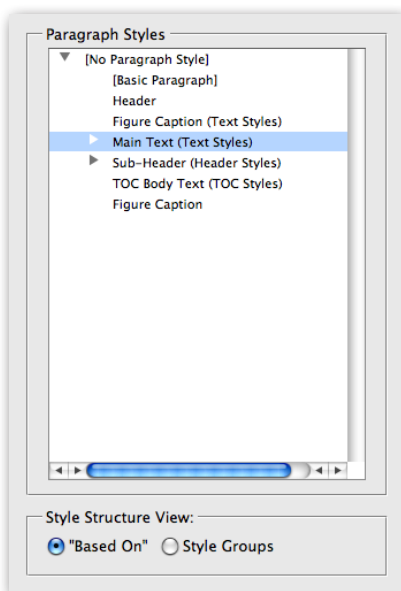 Paragraph Styles
[No Paragraph Style]
[Basic Paragraph]
Header
Figure Caption (Text Styles)
Main Text (Text Styles)
Sub-Header (Header Styles)
TOC Body Text (TOC Styles)
Figure Caption
Style Structure View:
"Based On" Style Groups